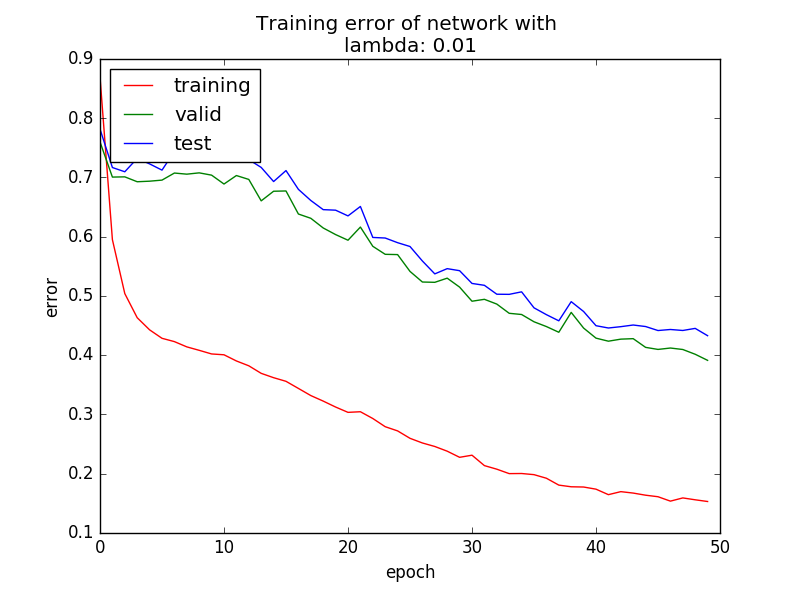 Training error of network with
lambda: 0.01
training
valid
test
0.9
0.8
0.7
0.6
0.5
0.4
0.3
0.2
0.1
error
0 10 20 30 40 50
epoch